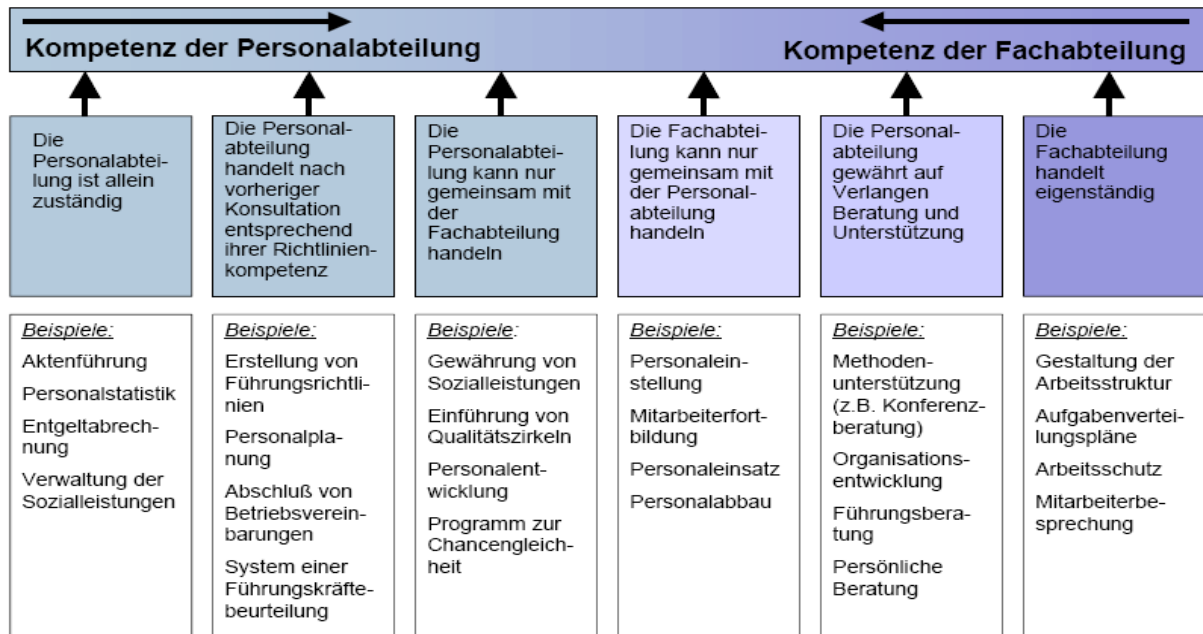 Kompetenz der Personalabteilung
Kompetenz der Fachabteilung
Die
Personalabtei-
lung ist allein
zuständig
Die Personal-
abteilung
handelt nach
vorheriger
Konsultation
entsprechend
ihrer Richtlinien-
kompetenz
Die
Personalabtei-
lung kann nur
gemeinsam mit
der
Fachabteilung
handeln
Die Fachabtei-
lung kann nur
gemeinsam mit
der Personal-
abteilung
handeln
Die Personal-
abteilung
gewährt auf
Verlangen
Beratung und
Unterstützung
Die
Fachabteilung
handelt
eigenständig
Beispiele:
Aktenführung
Personalstatistik
Entgeltabrech-
nung
Verwaltung der
Sozialleistungen
Beispiele:
Erstellung von
Führungsrichtli-
nien
Personalpla-
nung
Abschluß von
Betriebsverein-
barungen
System einer
Führungskräfte-
beurteilung
Beispiele:
Gewährung von
Sozialleistungen
Einführung von
Qualitätszirkeln
Personalent-
wicklung
Programm zur
Chancengleich-
heit
Beispiele:
Personalein-
stellung
Mitarbeiterfort-
bildung
Personaleinsatz
Personalabbau
Beispiele:
Methoden-
unterstützung
(z.B. Konferenz-
beratung)
Organisations-
entwicklung
Führungsbera-
tung
Persönliche
Beratung
Beispiele:
Gestaltung der
Arbeitsstruktur
Aufgabenvertei-
lungspläne
Arbeitsschutz
Mitarbeiterbe-
sprechung